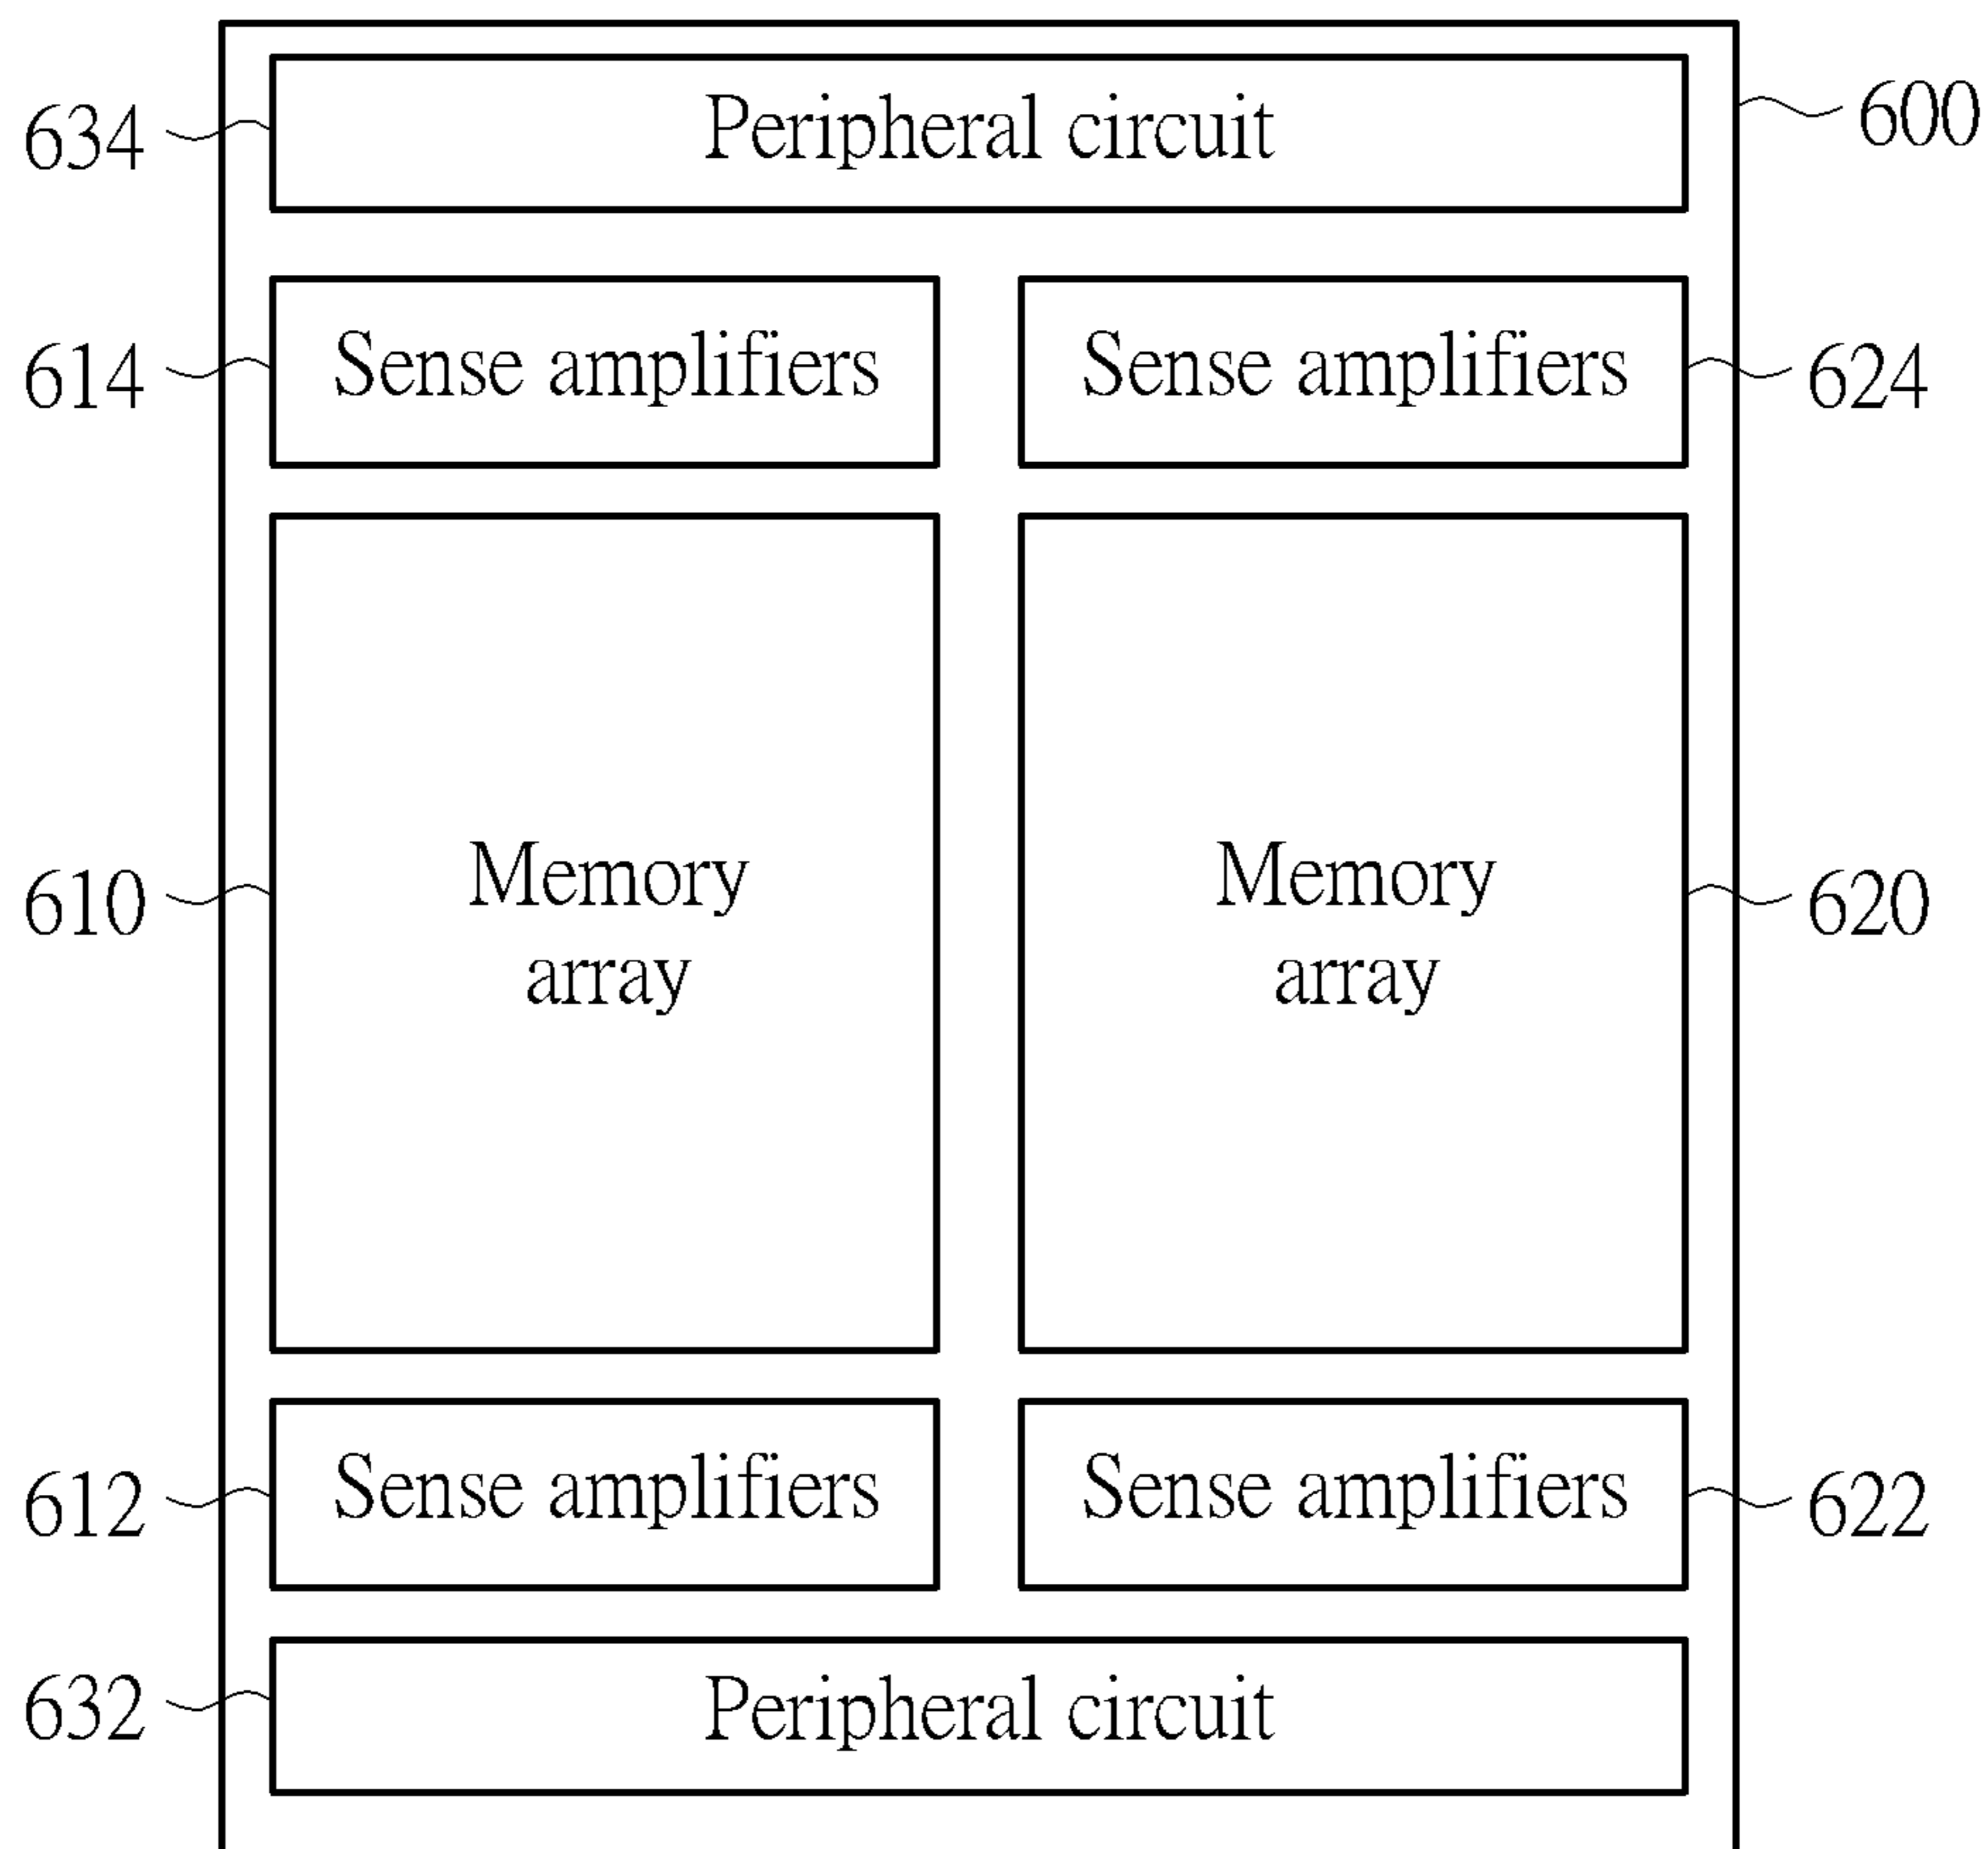 634 Peripheral circuit 600
614 Sense amplifiers Sense amplifiers 624
610 Memory array Memory array 620
612 Sense amplifiers Sense amplifiers 622
632 Peripheral circuit